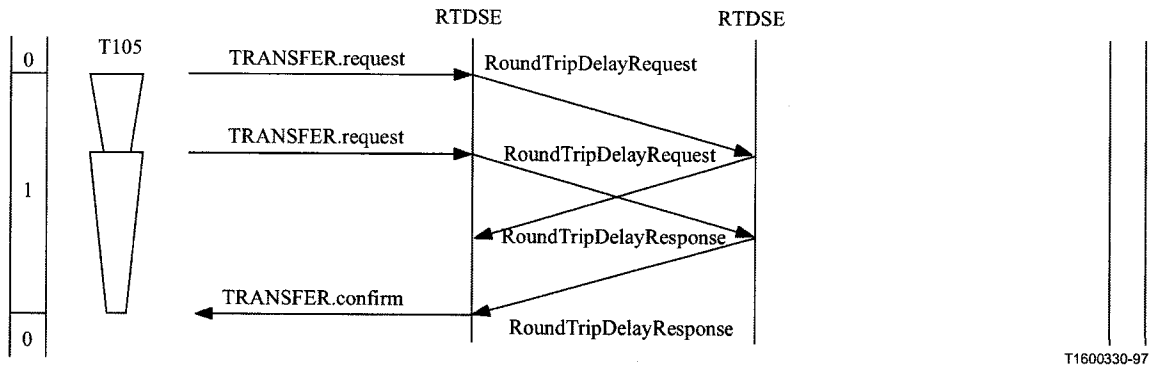 RTDSE
RTDSE
0
T105
TRANSFER.request
RoundTripDelayRequest
TRANSFER.request
RoundTripDelayRequest
1
RoundTripDelayResponse
TRANSFER.confirm
RoundTripDelayResponse
0
T1600330-97